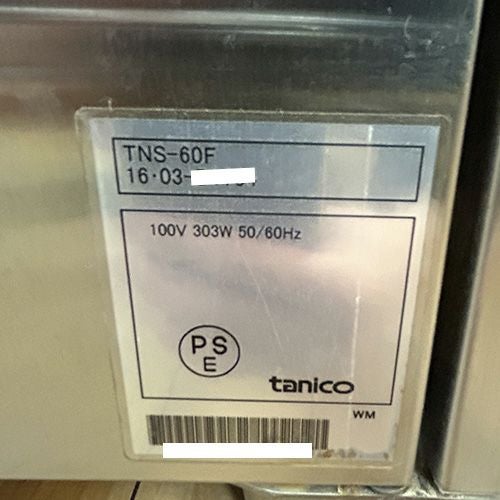 TNS-60F
16・03-
100V 303W 50/60Hz
PS
E
tanico
WM